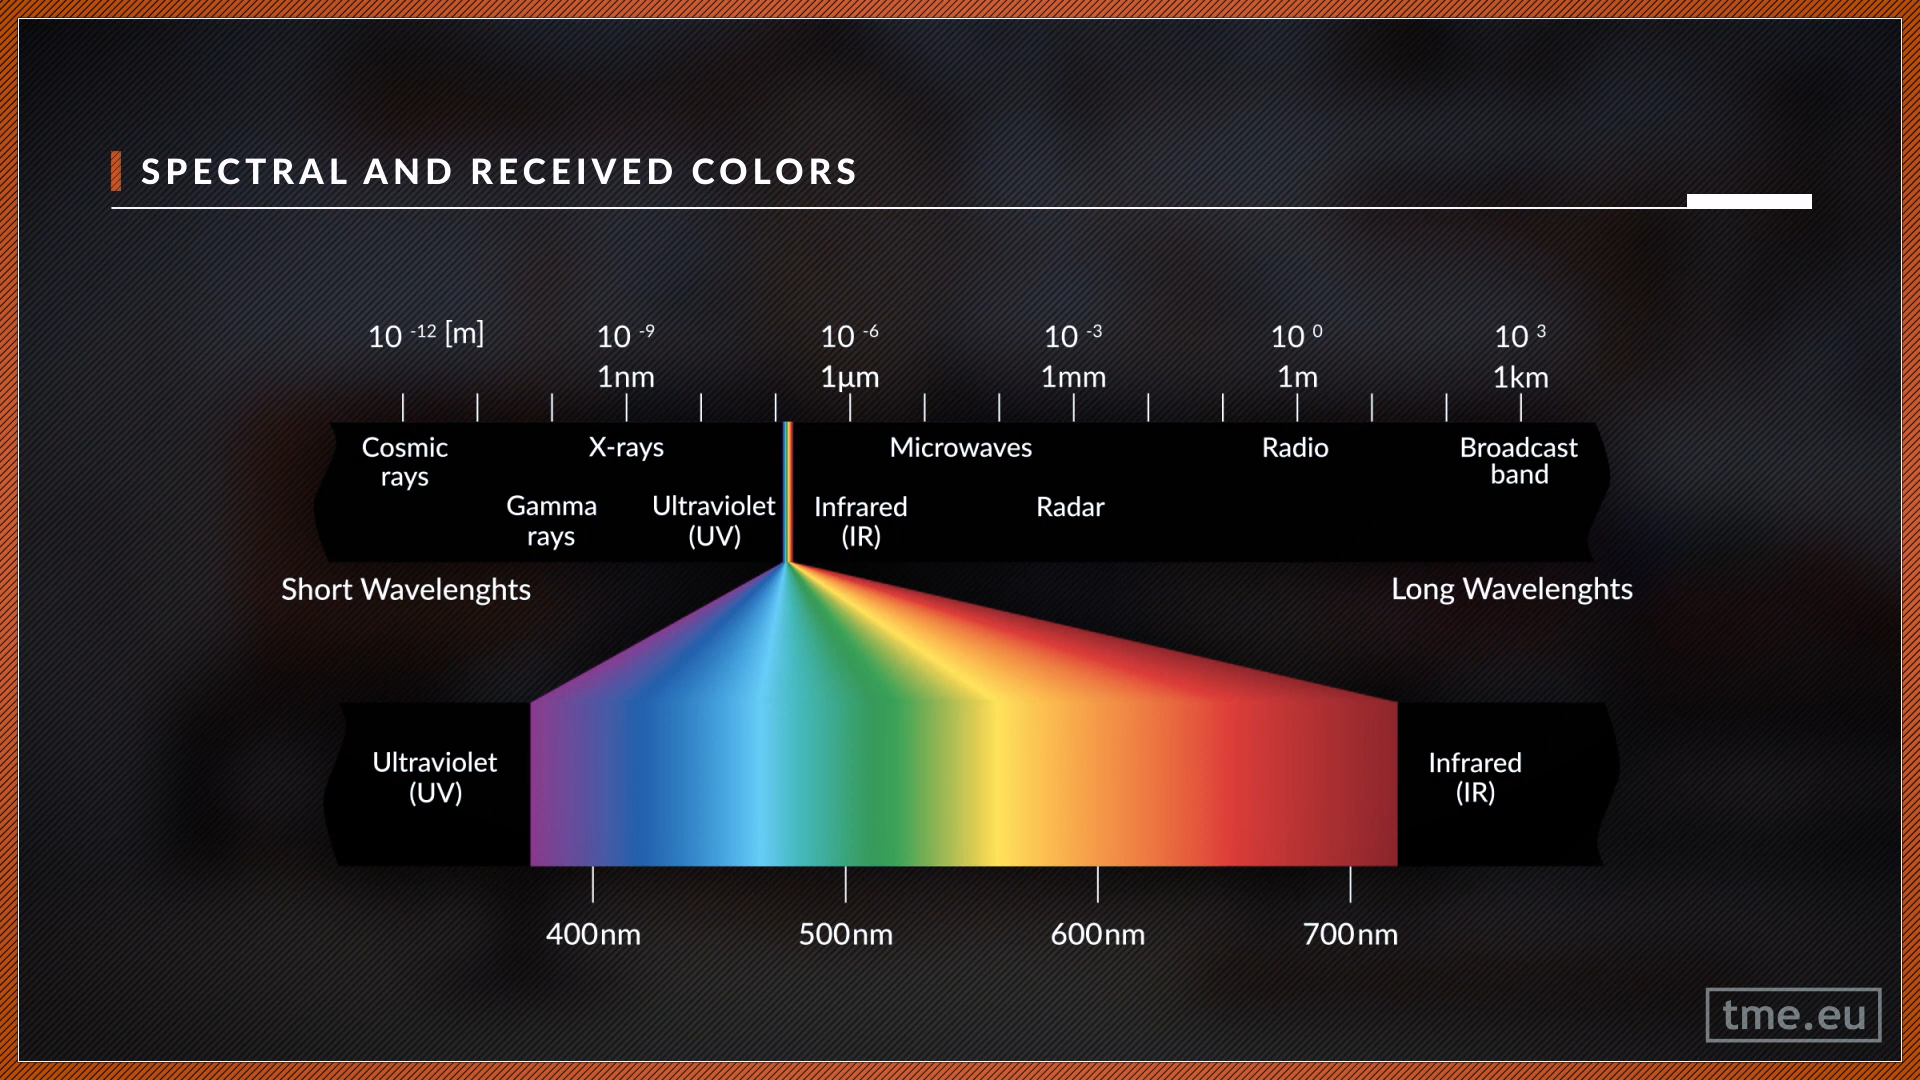 SPECTRAL AND RECEIVED COLORS
10 -12 [m] 10 -9 10 -6 10 -3 10 0 10 3
1nm 1µm 1mm 1m 1km
Cosmic
rays
X-rays
Microwaves
Radio
Broadcast
band
Gamma
rays
Ultraviolet
(UV)
Infrared
(IR)
Radar
Short Wavelenghts
Long Wavelenghts
Ultraviolet
(UV)
Infrared
(IR)
400nm 500nm 600nm 700nm
tme.eu